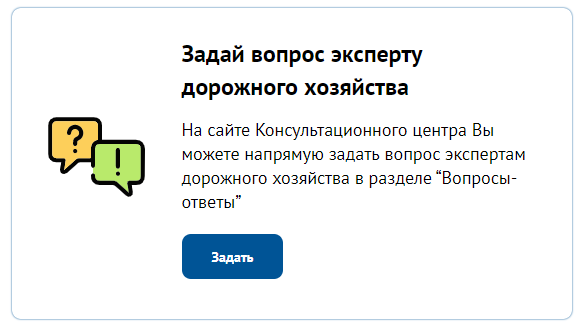 Задай вопрос эксперту
дорожного хозяйства
На сайте Консультационного центра Вы
можете напрямую задать вопрос экспертам
дорожного хозяйства в разделе “Вопросы-
ответы”
Задать